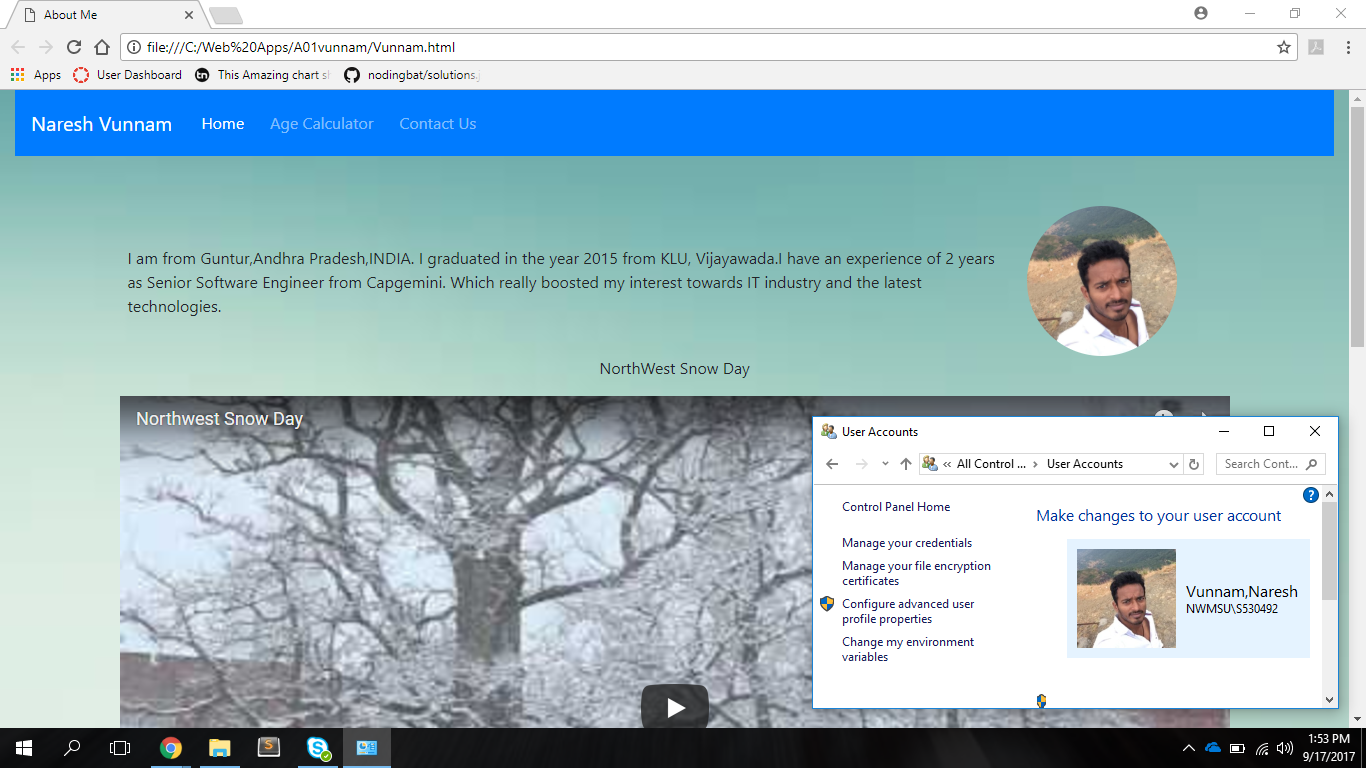 About Me
file:///C:/Web%20Apps/A01vunnam/Vunnam.html
Apps User Dashboard This Amazing chart nodingbat/solutions.
Naresh Vunnam Home Age Calculator Contact Us
I am from Guntur,Andhra Pradesh,INDIA. I graduated in the year 2015 from KLU, Vijayawada.I have an experience of 2 years
as Senior Software Engineer from Capgemini. Which really boosted my interest towards IT industry and the latest
technologies.
NorthWest Snow Day
Northwest Snow Day
User Accounts
« All Control ... › User Accounts
Search Cont...
Control Panel Home
Manage your credentials
Manage your file encryption
certificates
Configure advanced user
profile properties
Change my environment
variables
Make changes to your user account
Vunnam,Naresh
NWMSU\S530492
1:53 PM
9/17/2017